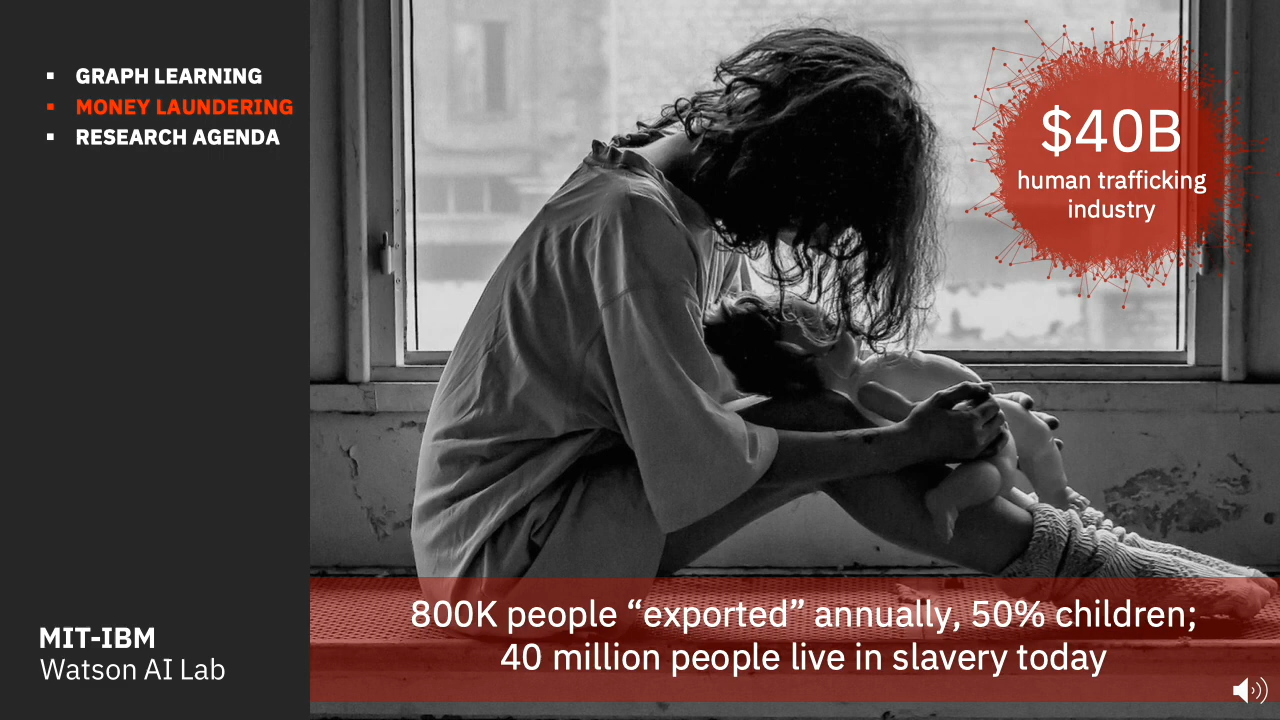 GRAPH LEARNING
MONEY LAUNDERING
RESEARCH AGENDA
$40B
human trafficking
industry
800K people “exported” annually, 50% children;
40 million people live in slavery today
MIT-IBM
Watson AI Lab